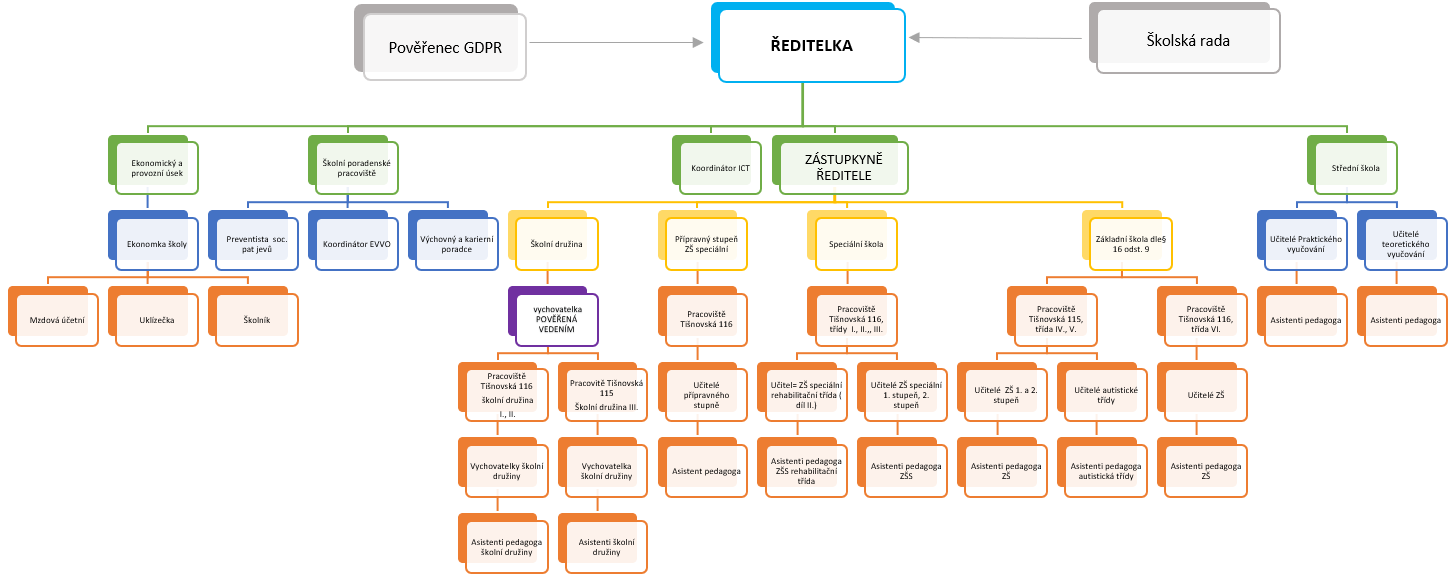 Pověřenec GDPR
ŘEDITELKA
Školská rada
Ekonomický a
provozní úsek
Školní poradenské
pracoviště
Koordinátor ICT
ZÁSTUPKYNĚ
ŘEDITELE
Střední škola
Ekonomka školy
Preventista soc.
pat jevů
Koordinátor EVVO
Výchovný a karierní
poradce
Školní družina
Přípravný stupeň
ZŠ speciální
Speciální škola
Základní škola dle§
16 odst. 9
Učitelé Praktického
vyučování
Učitelé
teoretického
vyučování
Mzdová účetní
Uklízečka
Školník
vychovatelka
POVĚŘENÁ
VEDENÍM
Pracoviště
Tišnovská 116
Pracoviště
Tišnovská 116,
třídy I., II.,, III.
Pracoviště
Tišnovská 115,
třída IV., V.
Pracoviště
Tišnovská 116,
třída VI.
Asistenti pedagoga
Asistenti pedagoga
Pracoviště
Tišnovská 116
školní družina
I., II.
Pracovitě Tišnovská
115
Školní družina III.
Učitelé
přípravného
stupně
Učitel= ZŠ speciální
rehabilitační třída (
díl II.)
Učitelé ZŠ speciální
1. stupeň, 2.
stupeň
Učitelé ZŠ 1. a 2.
stupeň
Učitelé autistické
třídy
Učitelé ZŠ
Vychovatelky školní
družiny
Vychovatelka
školní družiny
Asistent pedagoga
Asistenti pedagoga
ZŠS rehabilitační
třída
Asistenti pedagoga
ZŠS
Asistenti pedagoga
ZŠ
Asistenti pedagoga
autistická třídy
Asistenti pedagoga
ZŠ
Asistenti pedagoga
školní družiny
Asistenti školní
družiny